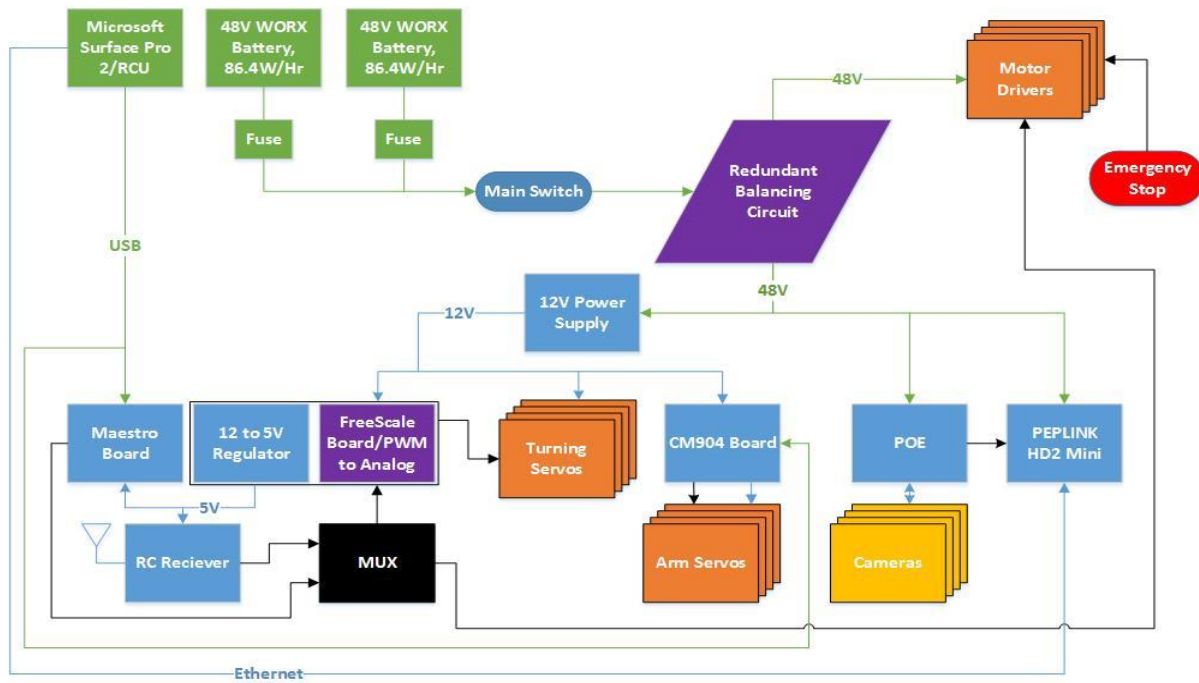 Microsoft
Surface Pro
2/RCU
48V WORX
Battery,
86.4W/Hr
48V WORX
Battery,
86.4W/Hr
Motor
Drivers
48V
Fuse
Fuse
Main Switch
Redundant
Balancing
Circuit
Emergency
Stop
USB
48V
12V
12V Power
Supply
Maestro
Board
12 to 5V
Regulator
FreeScale
Board/PWM
to Analog
Turning
Servos
CM904 Board
POE
PEPLINK
HD2 Mini
5V
RC Reciever
MUX
Arm Servos
Cameras
Ethernet